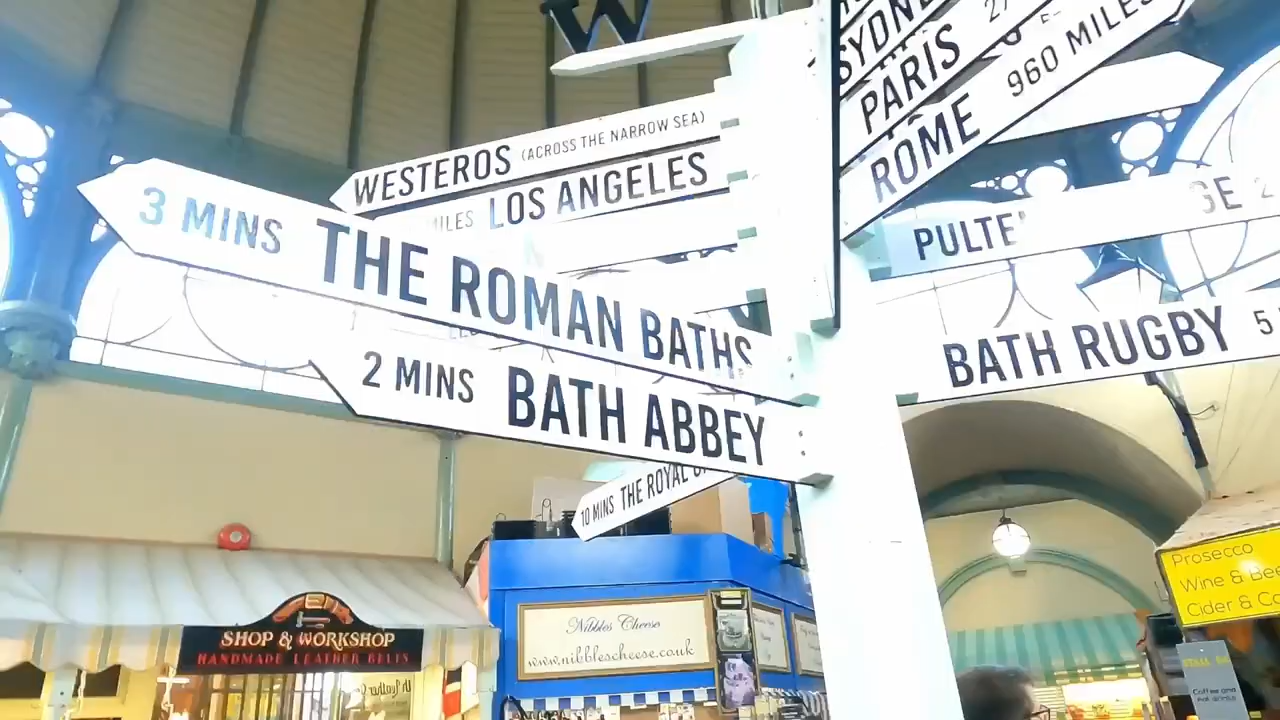 W
SYDNE
PARIS
ROME 960 MILES
WESTEROS (ACROSS THE NARROW SEA)
MILES LOS ANGELES
3 MINS THE ROMAN BATHS
PULTE
GE 2
BATH RUGBY 5
2 MINS BATH ABBEY
10 MINS THE ROYAL
SHOP & WORKSHOP
HANDMADE LEATHER BELTS
Nibbles Cheese
www.nibblescheese.co.uk
Prosecco
Wine & Bee
Cider & Co